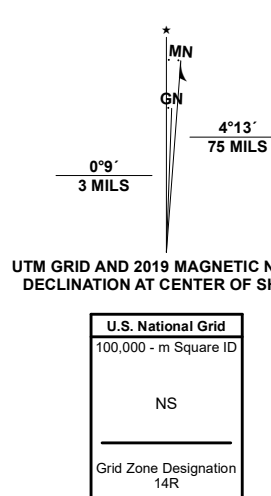 ★
MN
GN
4°13´
75 MILS
0°9´
3 MILS
UTM GRID AND 2019 MAGNETIC N
DECLINATION AT CENTER OF SH
U.S. National Grid
100,000 - m Square ID
NS
Grid Zone Designation
14R